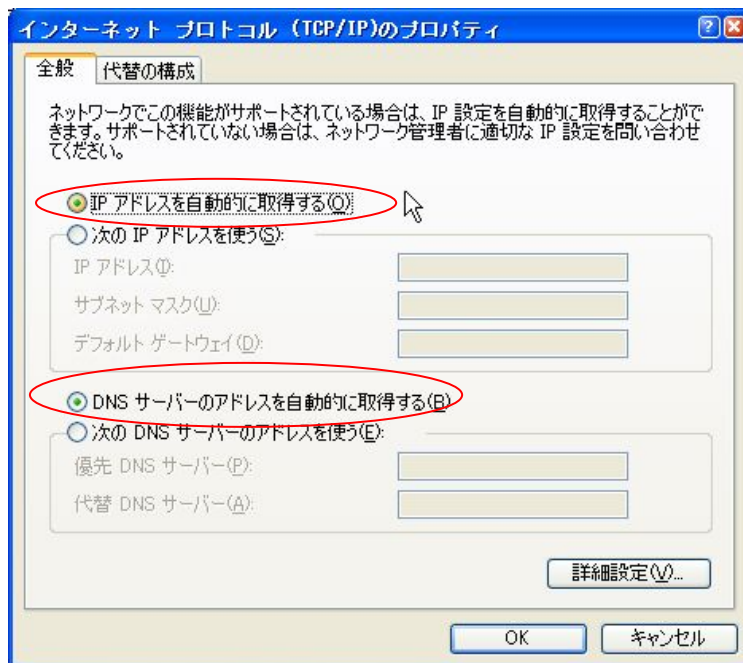 インターネット プロトコル (TCP/IP)のプロパティ
全般
代替の構成
ネットワークでこの機能がサポートされている場合は、IP 設定を自動的に取得することがで
きます。サポートされていない場合は、ネットワーク管理者に適切な IP 設定を問い合わせ
てください。
IP アドレスを自動的に取得する(O)
次の IP アドレスを使う(S):
IP アドレス(I):
サブネット マスク(U):
デフォルト ゲートウェイ(D):
DNS サーバーのアドレスを自動的に取得する(B)
次の DNS サーバーのアドレスを使う(E):
優先 DNS サーバー(P):
代替 DNS サーバー(A):
詳細設定(V)...
OK
キャンセル